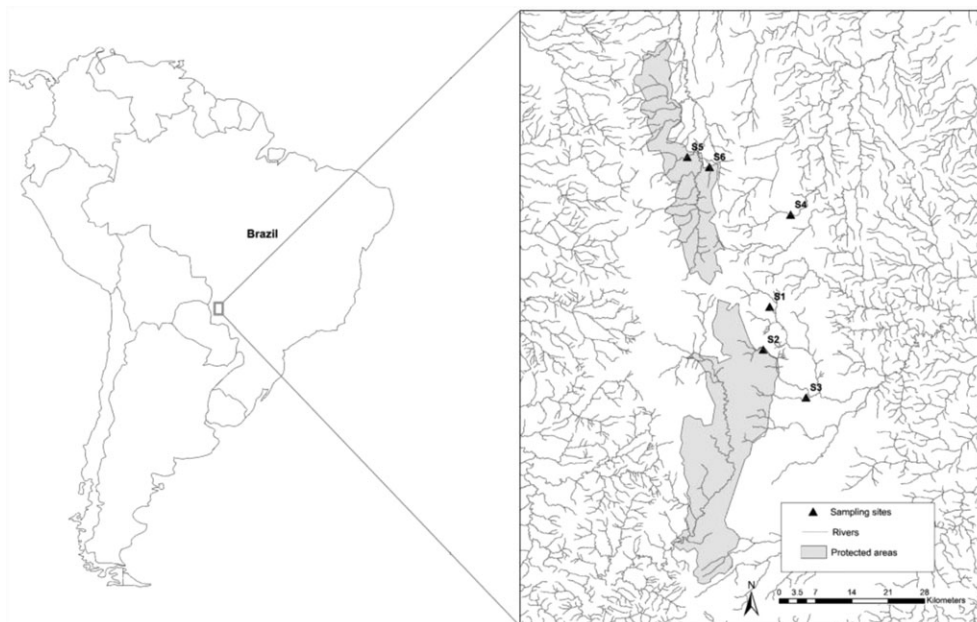 Brazil
S5
S6
S4
S1
S2
S3
Sampling sites
Rivers
Protected areas
N
0 3.5 7 14 21 28
Kilometers